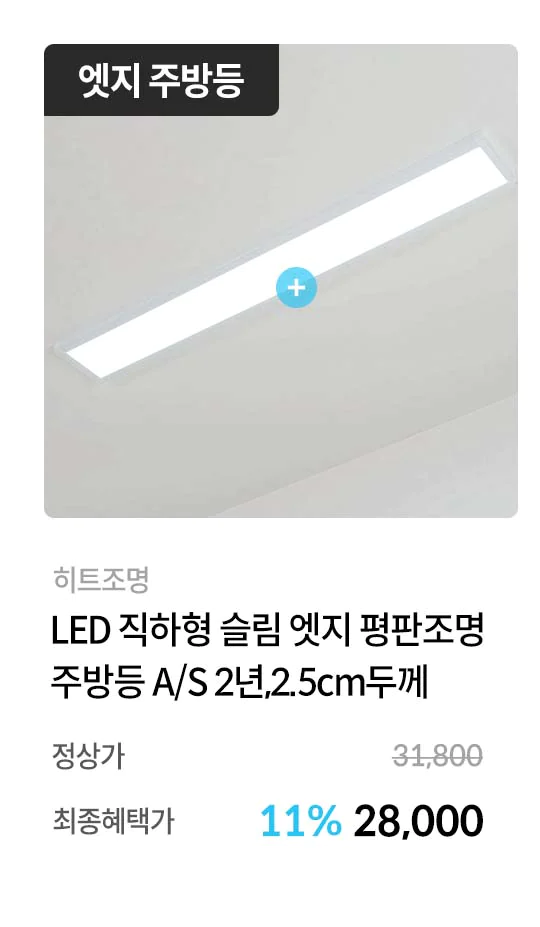 엣지 주방등
+
히트조명
LED 직하형 슬림 엣지 평판조명
주방등 A/S 2년,2.5cm두께
정상가 31,800
최종혜택가 11% 28,000